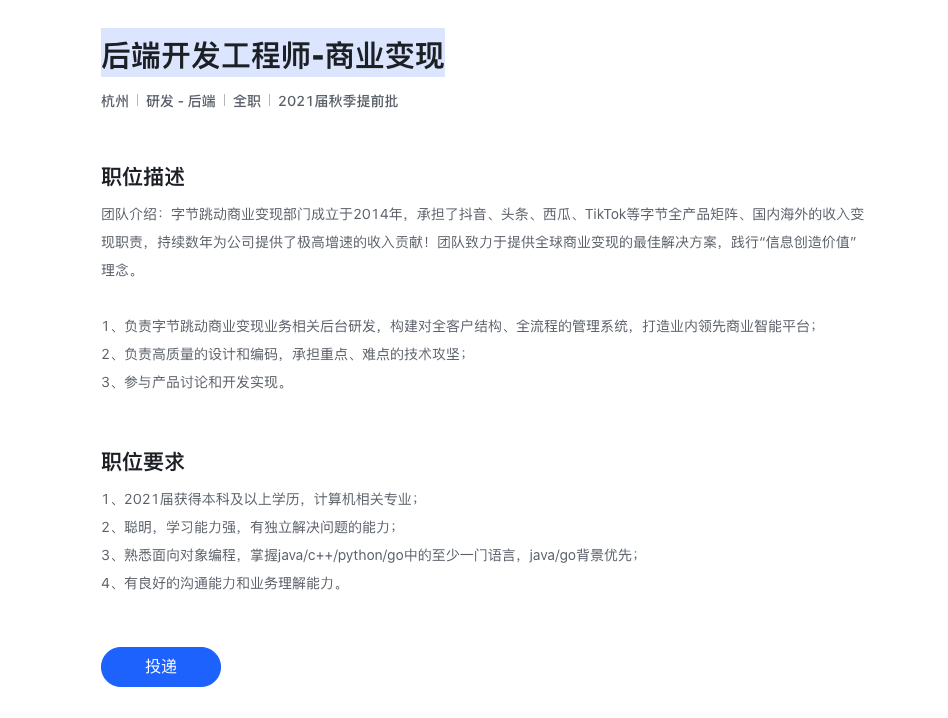 后端开发工程师-商业变现
杭州 | 研发 - 后端 | 全职 | 2021届秋季提前批
职位描述
团队介绍：字节跳动商业变现部门成立于2014年，承担了抖音、头条、西瓜、TikTok等字节全产品矩阵、国内海外的收入变
现职责，持续数年为公司提供了极高增速的收入贡献！团队致力于提供全球商业变现的最佳解决方案，践行“信息创造价值”
理念。
1、负责字节跳动商业变现业务相关后台研发，构建对全客户结构、全流程的管理系统，打造业内领先商业智能平台；
2、负责高质量的设计和编码，承担重点、难点的技术攻坚；
3、参与产品讨论和开发实现。
职位要求
1、2021届获得本科及以上学历，计算机相关专业；
2、聪明，学习能力强，有独立解决问题的能力；
3、熟悉面向对象编程，掌握java/c++/python/go中的至少一门语言，java/go背景优先；
4、有良好的沟通能力和业务理解能力。
投递